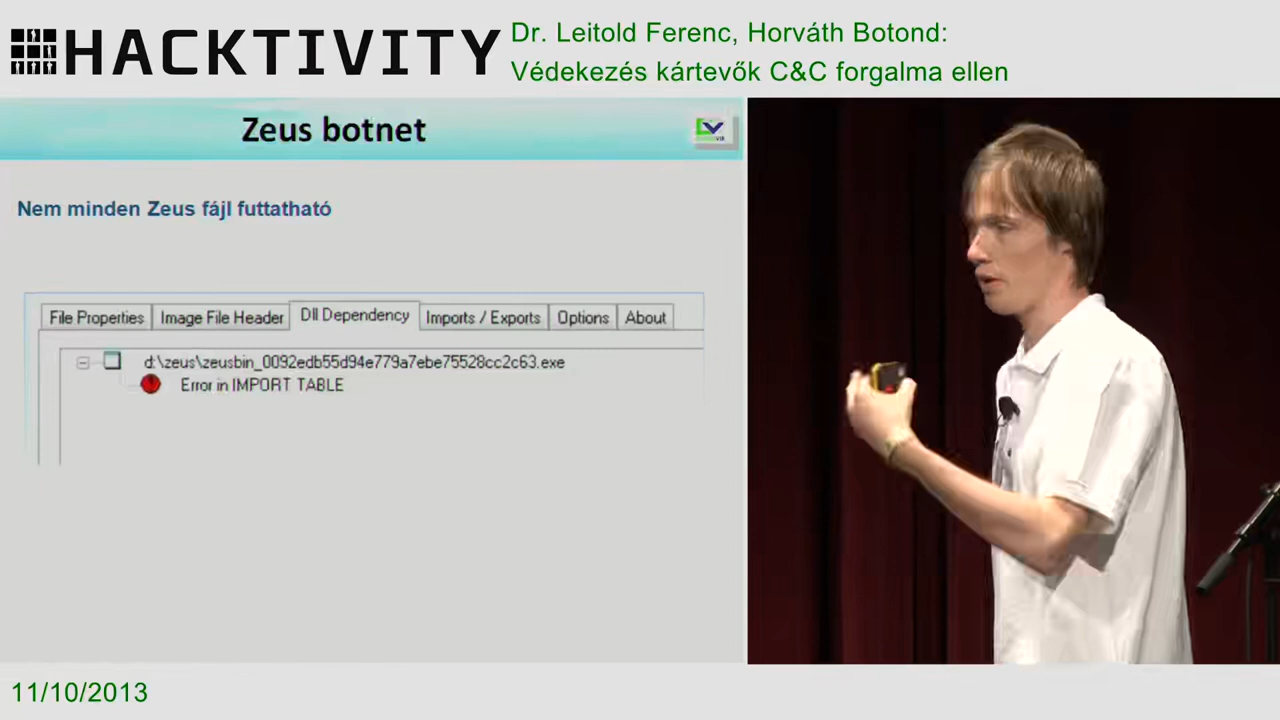 HACKTIVITY
Dr. Leitold Ferenc, Horváth Botond:
Védekezés kártevők C&C forgalma ellen
Zeus botnet
Nem minden Zeus fájl futtatható
File Properties
Image File Header
Dll Dependency
Imports / Exports
Options
About
d:\zeus\zeusbin_0092edb55d94e779a7ebe75528cc2c63.exe
Error in IMPORT TABLE
11/10/2013